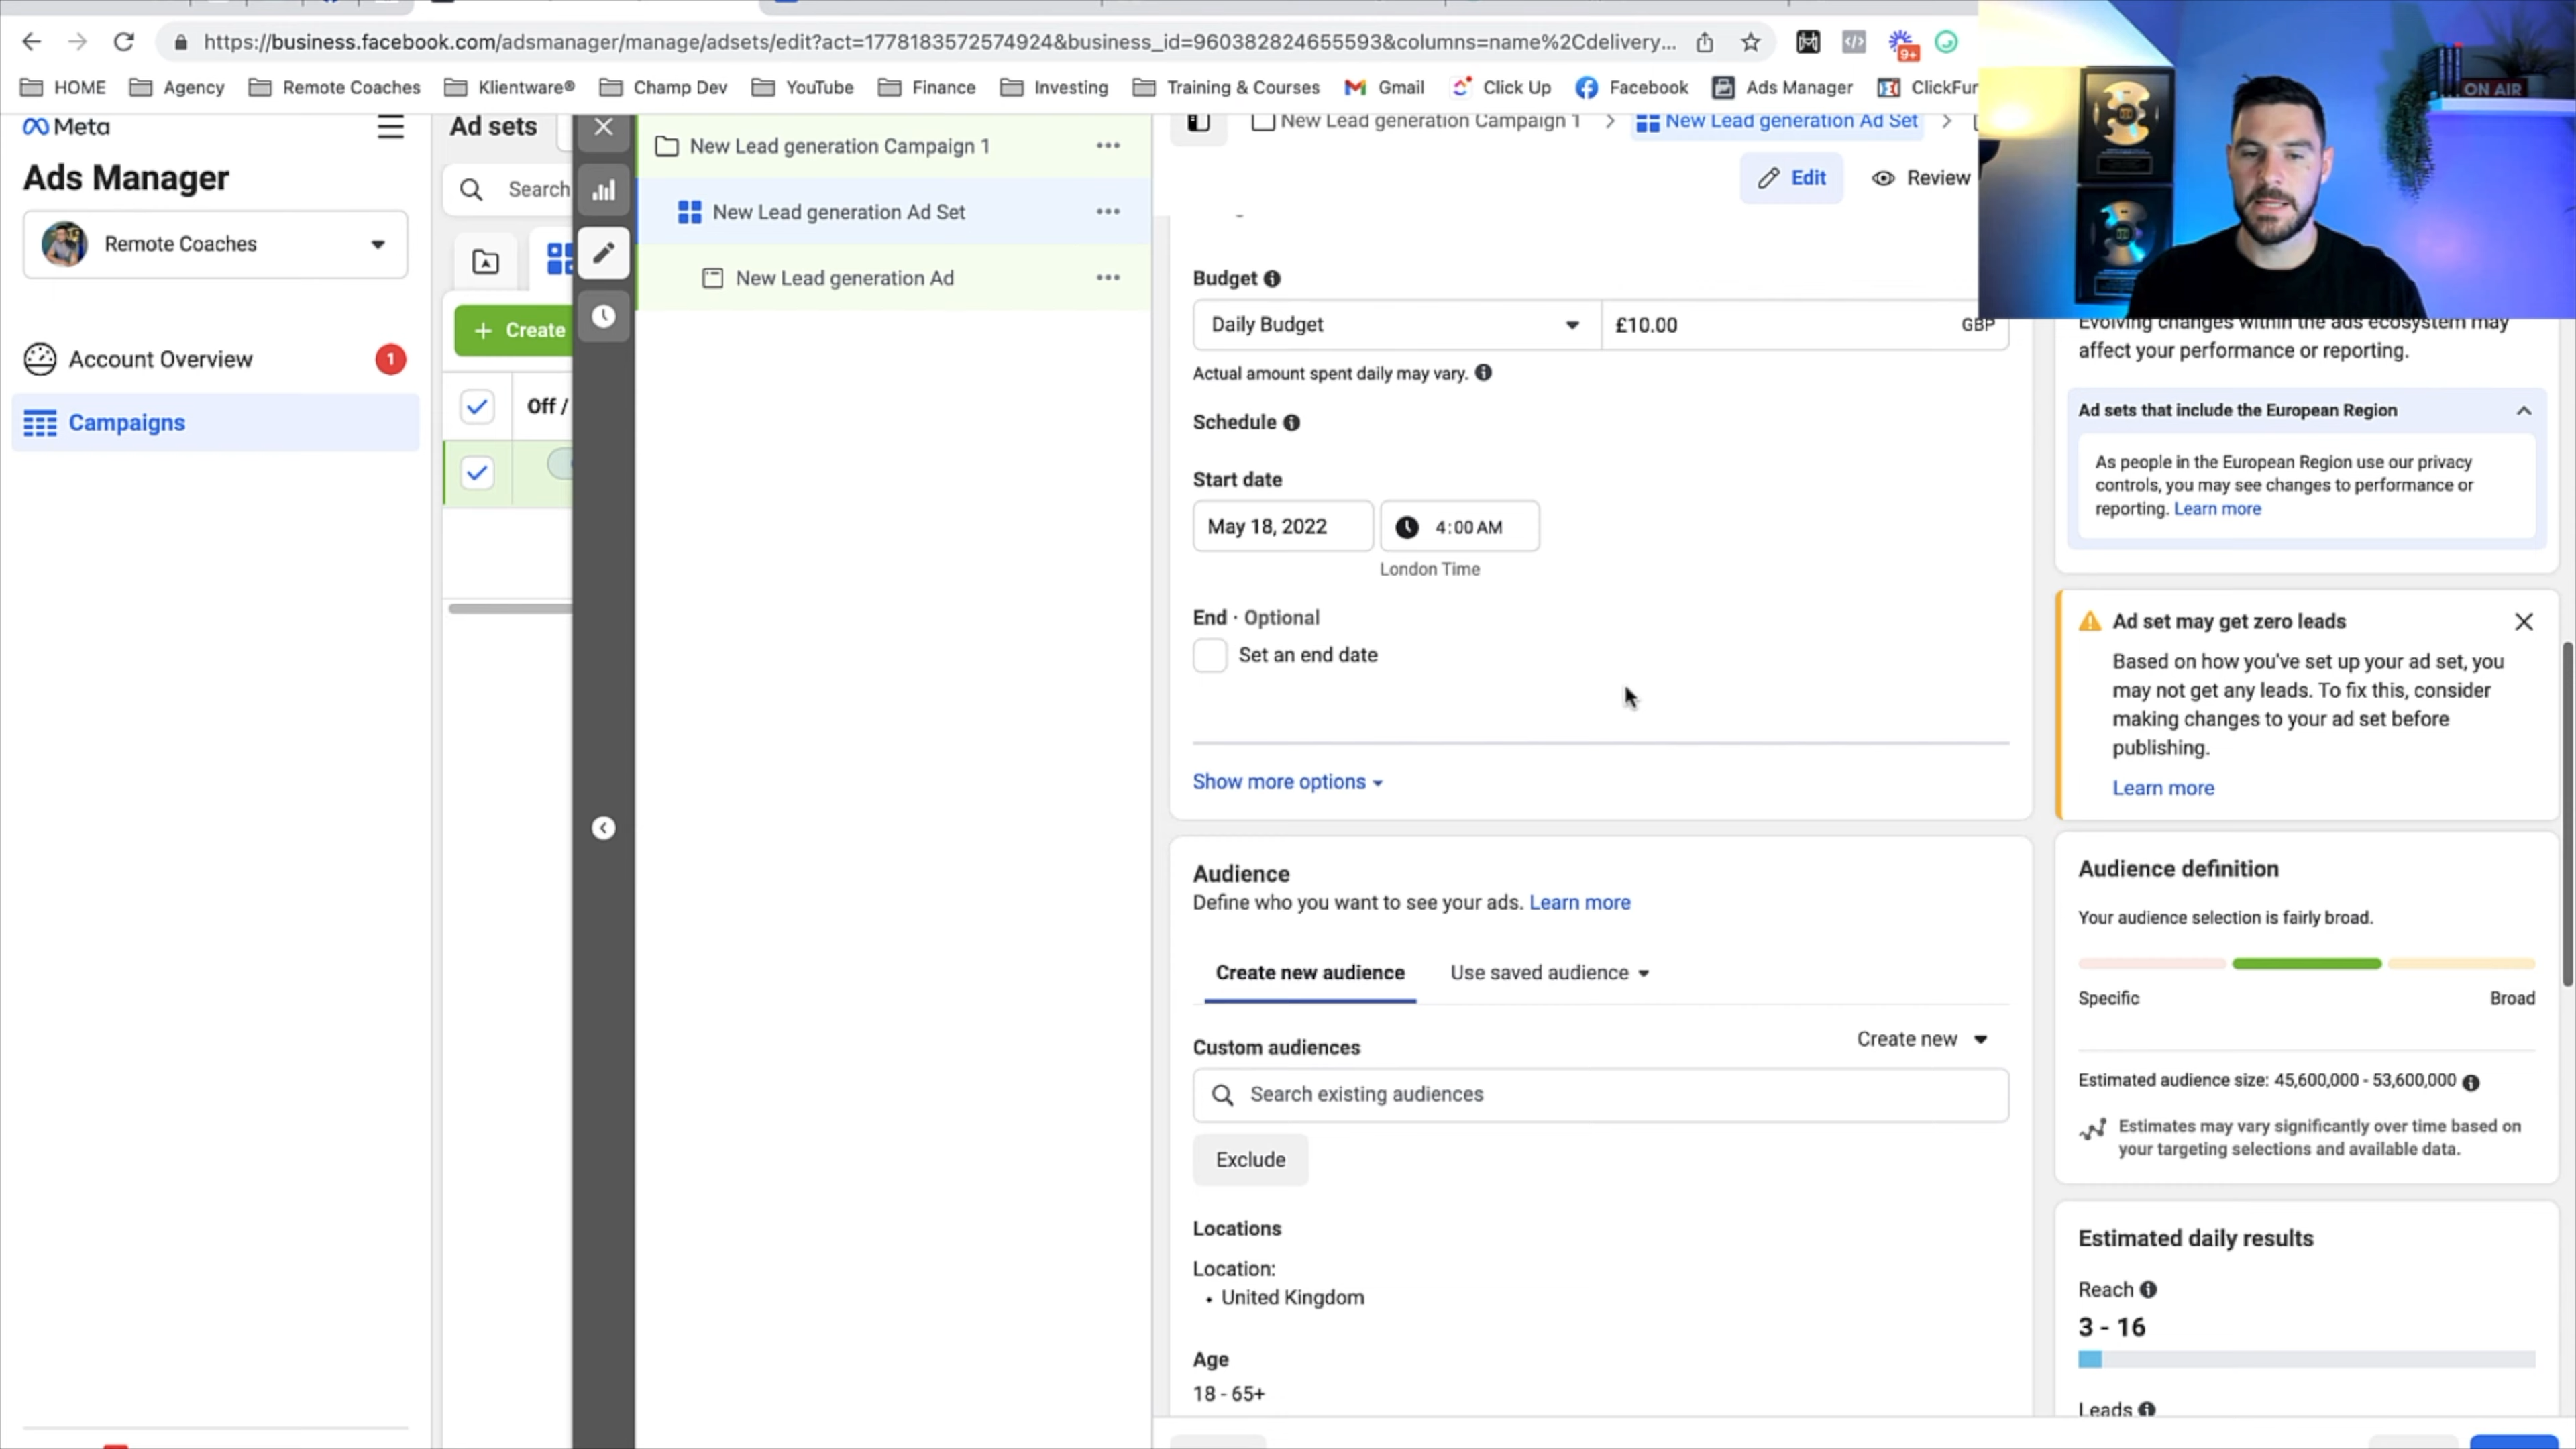 https://business.facebook.com/adsmanager/manage/adsets/edit?act=1778183572574924&business_id=960382824655593&columns=name%2Cdelivery...
9+
HOME
Agency
Remote Coaches
Klientware®
Champ Dev
YouTube
Finance
Investing
Training & Courses
Gmail
Click Up
Facebook
Ads Manager
ClickFur
ON AIR
Meta
Ads Manager
Remote Coaches
Account Overview
1
Campaigns
Ad sets
Search
+ Create
Off /
New Lead generation Campaign 1
New Lead generation Ad Set
New Lead generation Ad
New Lead generation Campaign 1 > New Lead generation Ad Set >
Edit
Review
Budget
Daily Budget
£10.00
GBP
Actual amount spent daily may vary.
Schedule
Start date
May 18, 2022
4:00 AM
London Time
End · Optional
Set an end date
Show more options
Audience
Define who you want to see your ads. Learn more
Create new audience
Use saved audience
Custom audiences
Create new
Search existing audiences
Exclude
Locations
Location:
• United Kingdom
Age
18 - 65+
Evolving changes within the ads ecosystem may
affect your performance or reporting.
Ad sets that include the European Region
As people in the European Region use our privacy
controls, you may see changes to performance or
reporting. Learn more
Ad set may get zero leads
Based on how you've set up your ad set, you
may not get any leads. To fix this, consider
making changes to your ad set before
publishing.
Learn more
Audience definition
Your audience selection is fairly broad.
Specific
Broad
Estimated audience size: 45,600,000 - 53,600,000
Estimates may vary significantly over time based on
your targeting selections and available data.
Estimated daily results
Reach
3 - 16
Leads